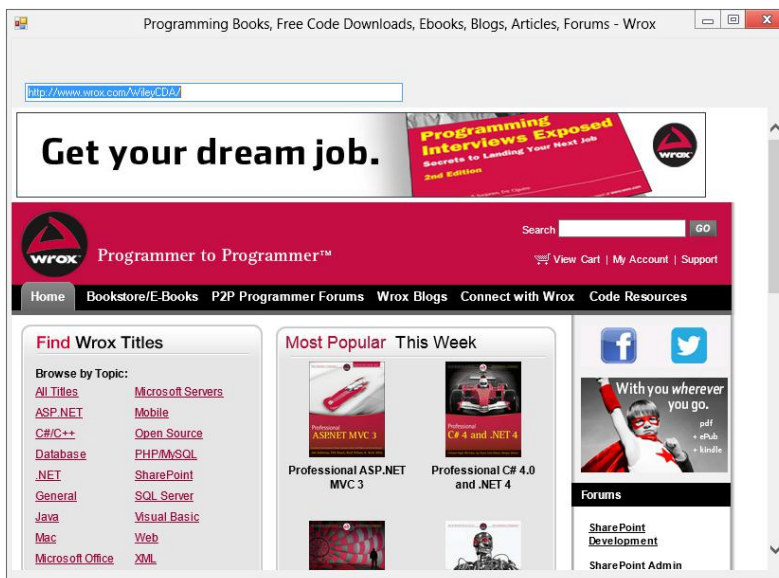 Programming Books, Free Code Downloads, Ebooks, Blogs, Articles, Forums - Wrox
http://www.wrox.com/WileyCDA/
Get your dream job.
Programming
Interviews Exposed
Secrets to Landing Your Next Job
2nd Edition
wrox
wrox
Programmer to Programmer™
Search
GO
View Cart | My Account | Support
Home Bookstore/E-Books P2P Programmer Forums Wrox Blogs Connect with Wrox Code Resources
Find Wrox Titles
Browse by Topic:
All Titles Microsoft Servers
ASP.NET Mobile
C#/C++ Open Source
Database PHP/MySQL
.NET SharePoint
General SQL Server
Java Visual Basic
Mac Web
Microsoft Office XML
Most Popular This Week
Professional
ASP.NET MVC 3
Professional
C# 4 and .NET 4
Professional ASP.NET
MVC 3
Professional C# 4.0
and .NET 4
With you wherever
you go.
pdf
+ ePub
+ kindle
Forums
SharePoint
Development
SharePoint Admin